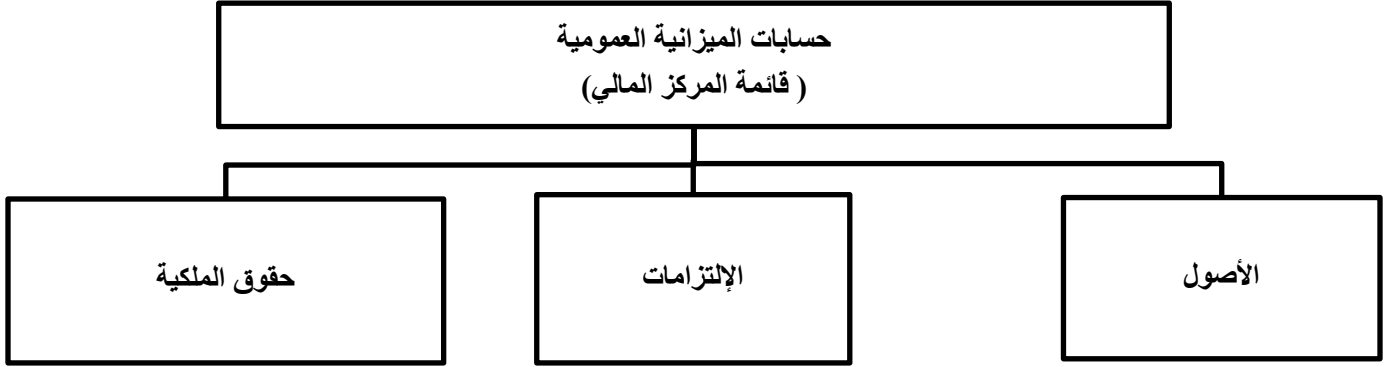 حسابات الميزانية العمومية
( قائمة المركز المالي)
الأصول
الإلتزامات
حقوق الملكية